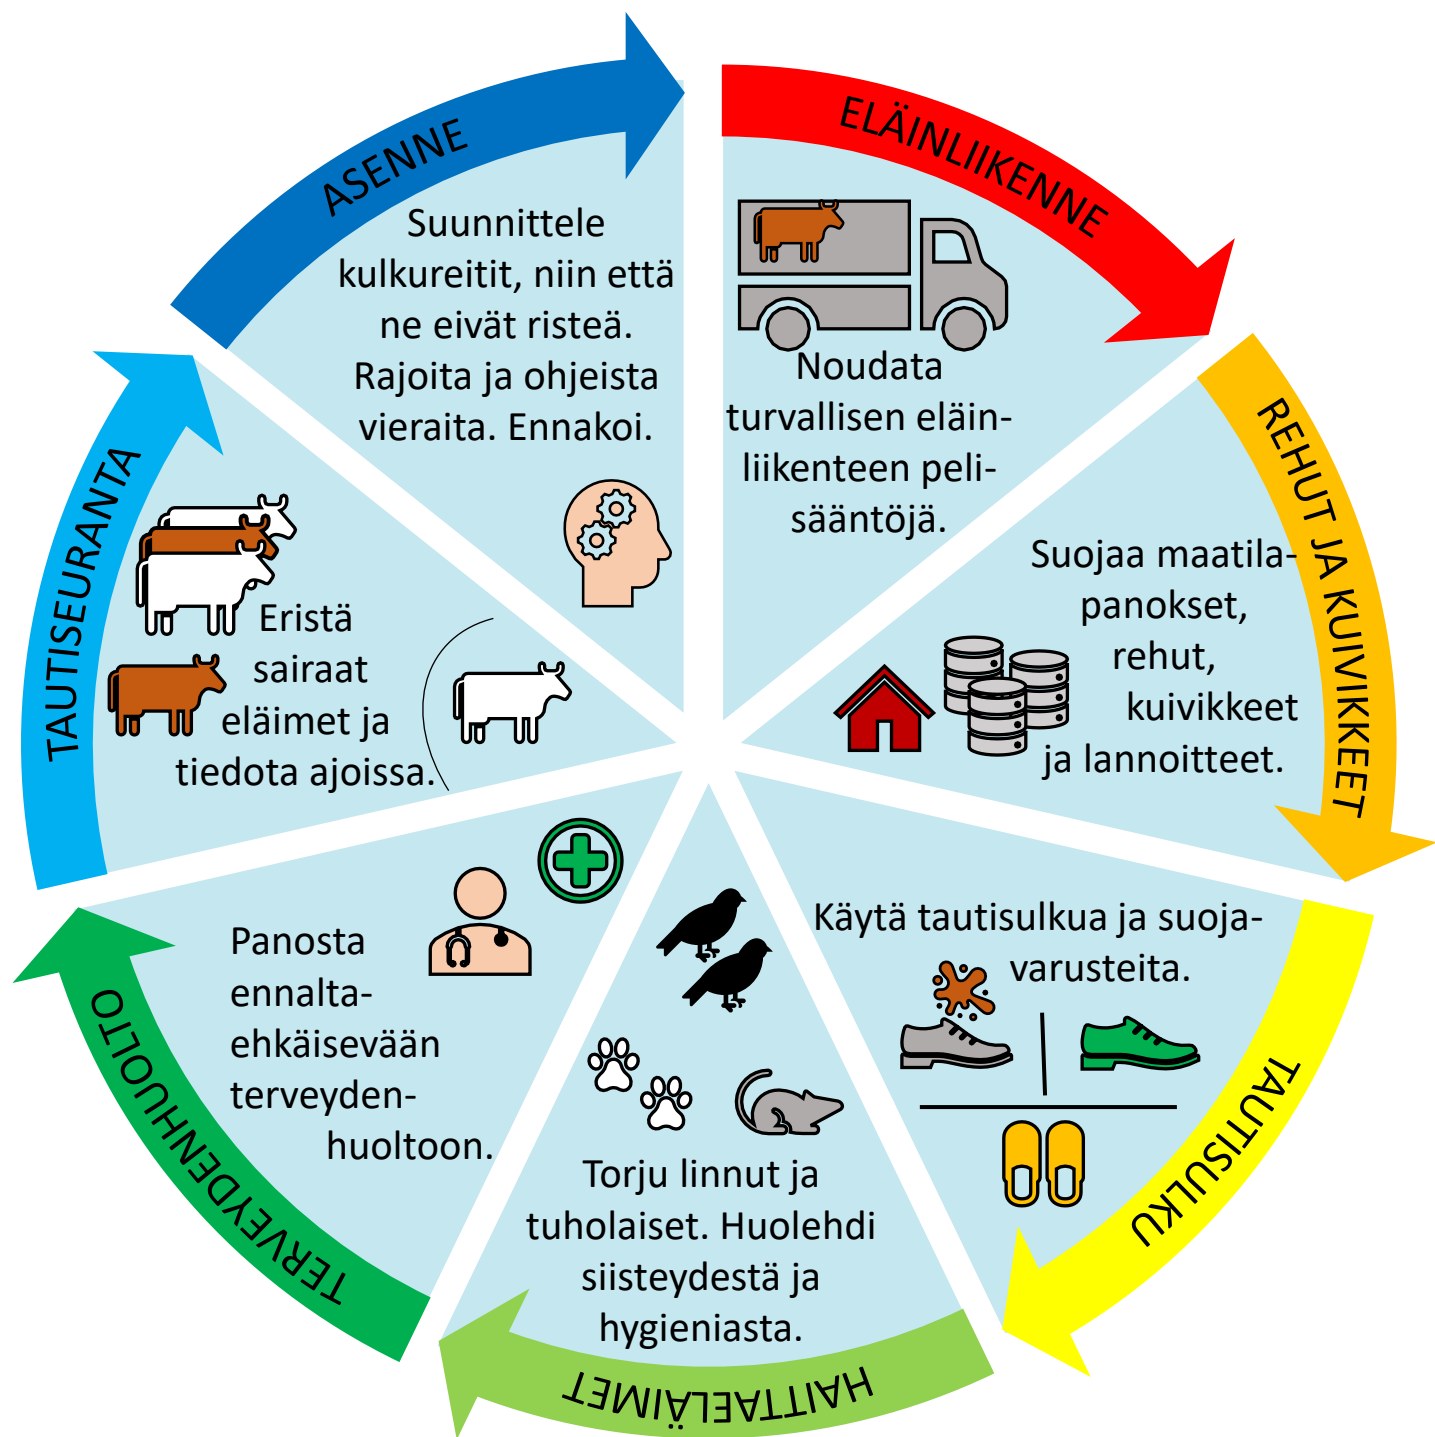 ASENNE
Suunnittele
kulkureitit, niin että
ne eivät risteä.
Rajoita ja ohjeista
vieraita. Ennakoi.
ELÄINLIIKENNE
Noudata
turvallisen eläin-
liikenteen peli-
sääntöjä.
REHUT JA KUIVIKKEET
Suojaa maatila-
panokset,
rehut,
kuivikkeet
ja lannoitteet.
TAUTISULKU
Käytä tautisulkua ja suoja-
varusteita.
HAITTAELÄIMET
Torju linnut ja
tuholaiset. Huolehdi
siisteydestä ja
hygieniasta.
TERVEYDENHUOLTO
Panosta
ennalta-
ehkäisevään
terveyden-
huoltoon.
TAUTISEURANTA
Eristä
sairaat
eläimet ja
tiedota ajoissa.